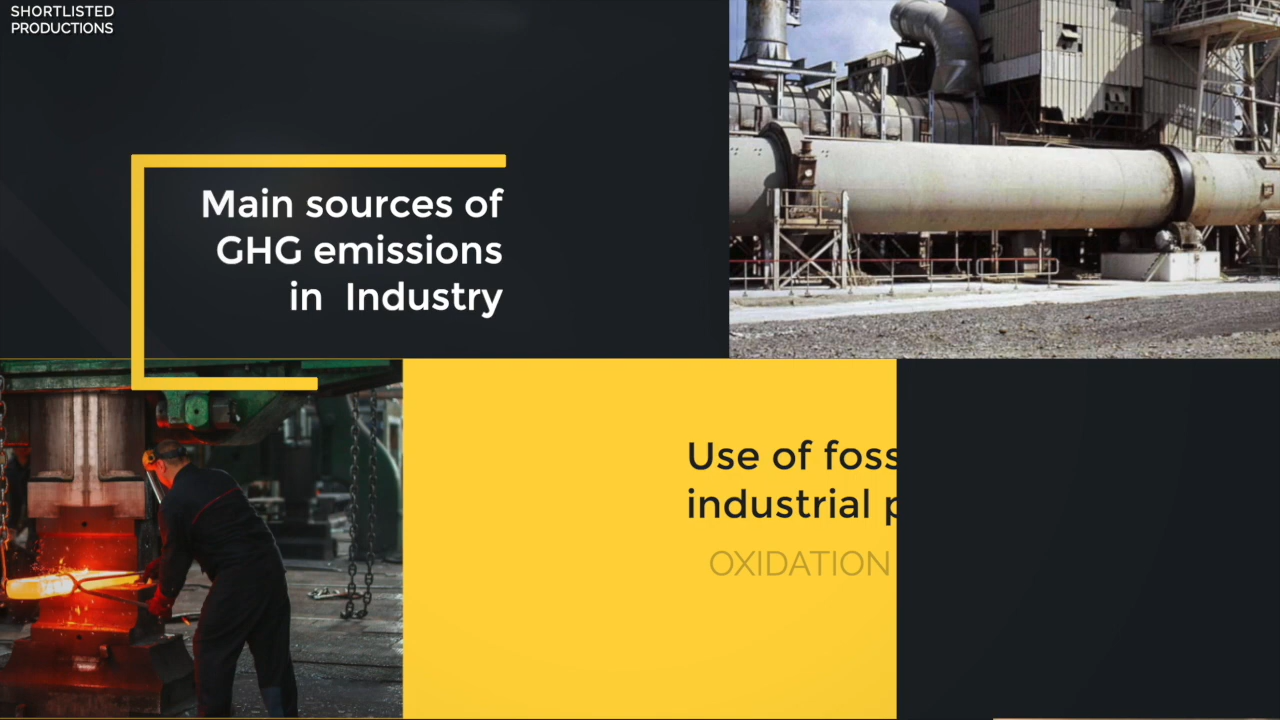 SHORTLISTED
PRODUCTIONS
Main sources of
GHG emissions
in Industry
Use of foss
industrial p
OXIDATION